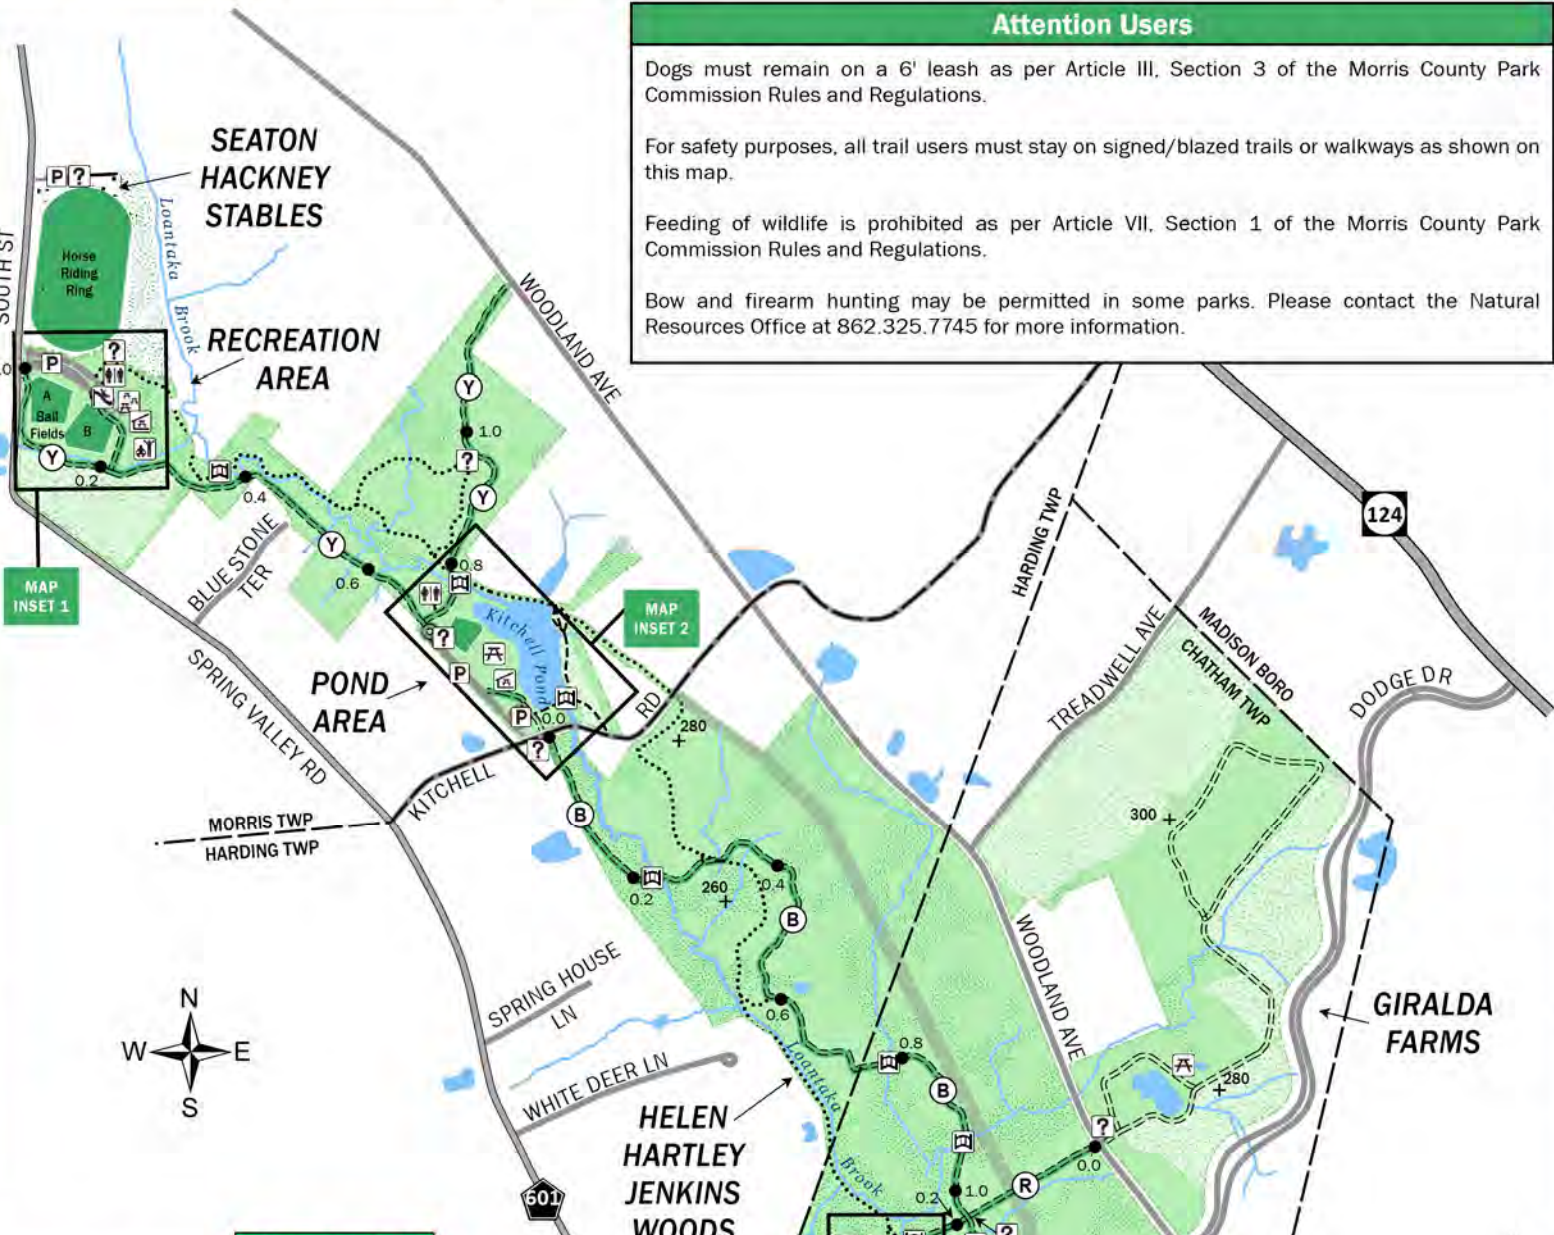 Attention Users
Dogs must remain on a 6' leash as per Article III, Section 3 of the Morris County Park
Commission Rules and Regulations.
For safety purposes, all trail users must stay on signed/blazed trails or walkways as shown on
this map.
Feeding of wildlife is prohibited as per Article VII, Section 1 of the Morris County Park
Commission Rules and Regulations.
Bow and firearm hunting may be permitted in some parks. Please contact the Natural
Resources Office at 862.325.7745 for more information.
SEATON
HACKNEY
STABLES
P ?
Loantaka
Brook
Horse
Riding
Ring
SOUTH ST
RECREATION
AREA
WOODLAND AVE
?
P
A
Ball
Fields
B
Y
0.2
0.4
Y
1.0
?
Y
Y
0.6
0.8
BLUE STONE
TER
MAP
INSET 1
MAP
INSET 2
Kitchell Pond
?
P
P
0.0
?
POND
AREA
SPRING VALLEY RD
KITCHELL
RD
280
MORRIS TWP
HARDING TWP
HARDING TWP
124
MADISON BORO
CHATHAM TWP
TREADWELL AVE
DODGE DR
300
B
0.2
0.4
260
B
0.6
0.8
B
WOODLAND AVE
SPRING HOUSE
LN
WHITE DEER LN
N
W E
S
GIRALDA
FARMS
280
?
0.0
R
HELEN
HARTLEY
JENKINS
WOODS
Loantaka
Brook
0.2
1.0
?
601